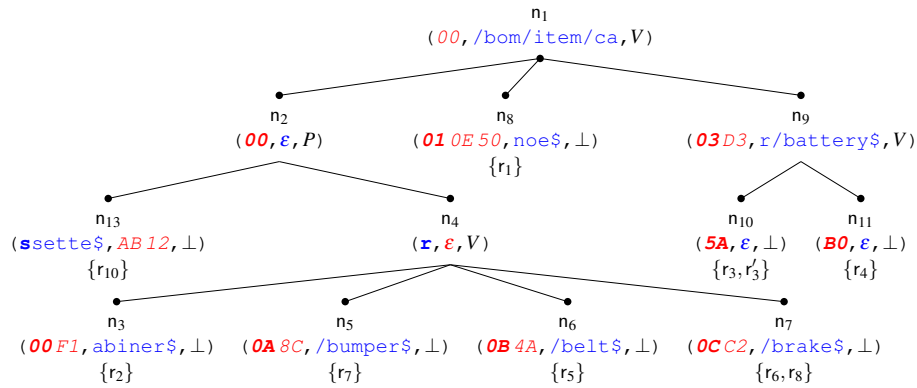 n₁
(00, /bom/item/ca, V)
n₂ n₈ n₉
(00, ε, P) (01 0E 50, noe$, ⊥) (03 D3, r/battery$, V)
{r₁}
n₁₃ n₄ n₁₀ n₁₁
(ssette$, AB 12, ⊥) (r, ε, V) (5A, ε, ⊥) (B0, ε, ⊥)
{r₁₀} {r₃, r′₃} {r₄}
n₃ n₅ n₆ n₇
(00 F1, abiner$, ⊥) (0A 8C, /bumper$, ⊥) (0B 4A, /belt$, ⊥) (0C C2, /brake$, ⊥)
{r₂} {r₇} {r₅} {r₆, r₈}